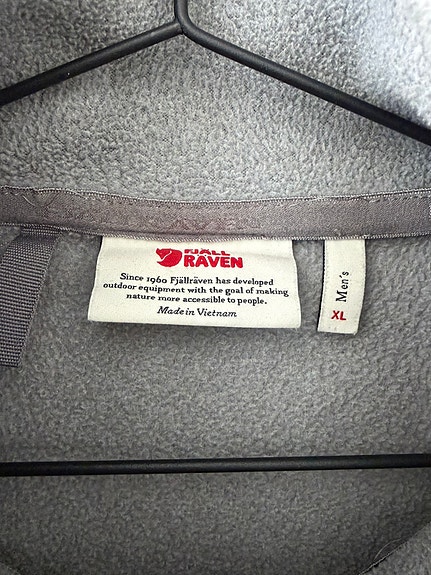 FJÄLL
RÄVEN
Since 1960 Fjällräven has developed
outdoor equipment with the goal of making
nature more accessible to people.
Made in Vietnam
Men's
XL